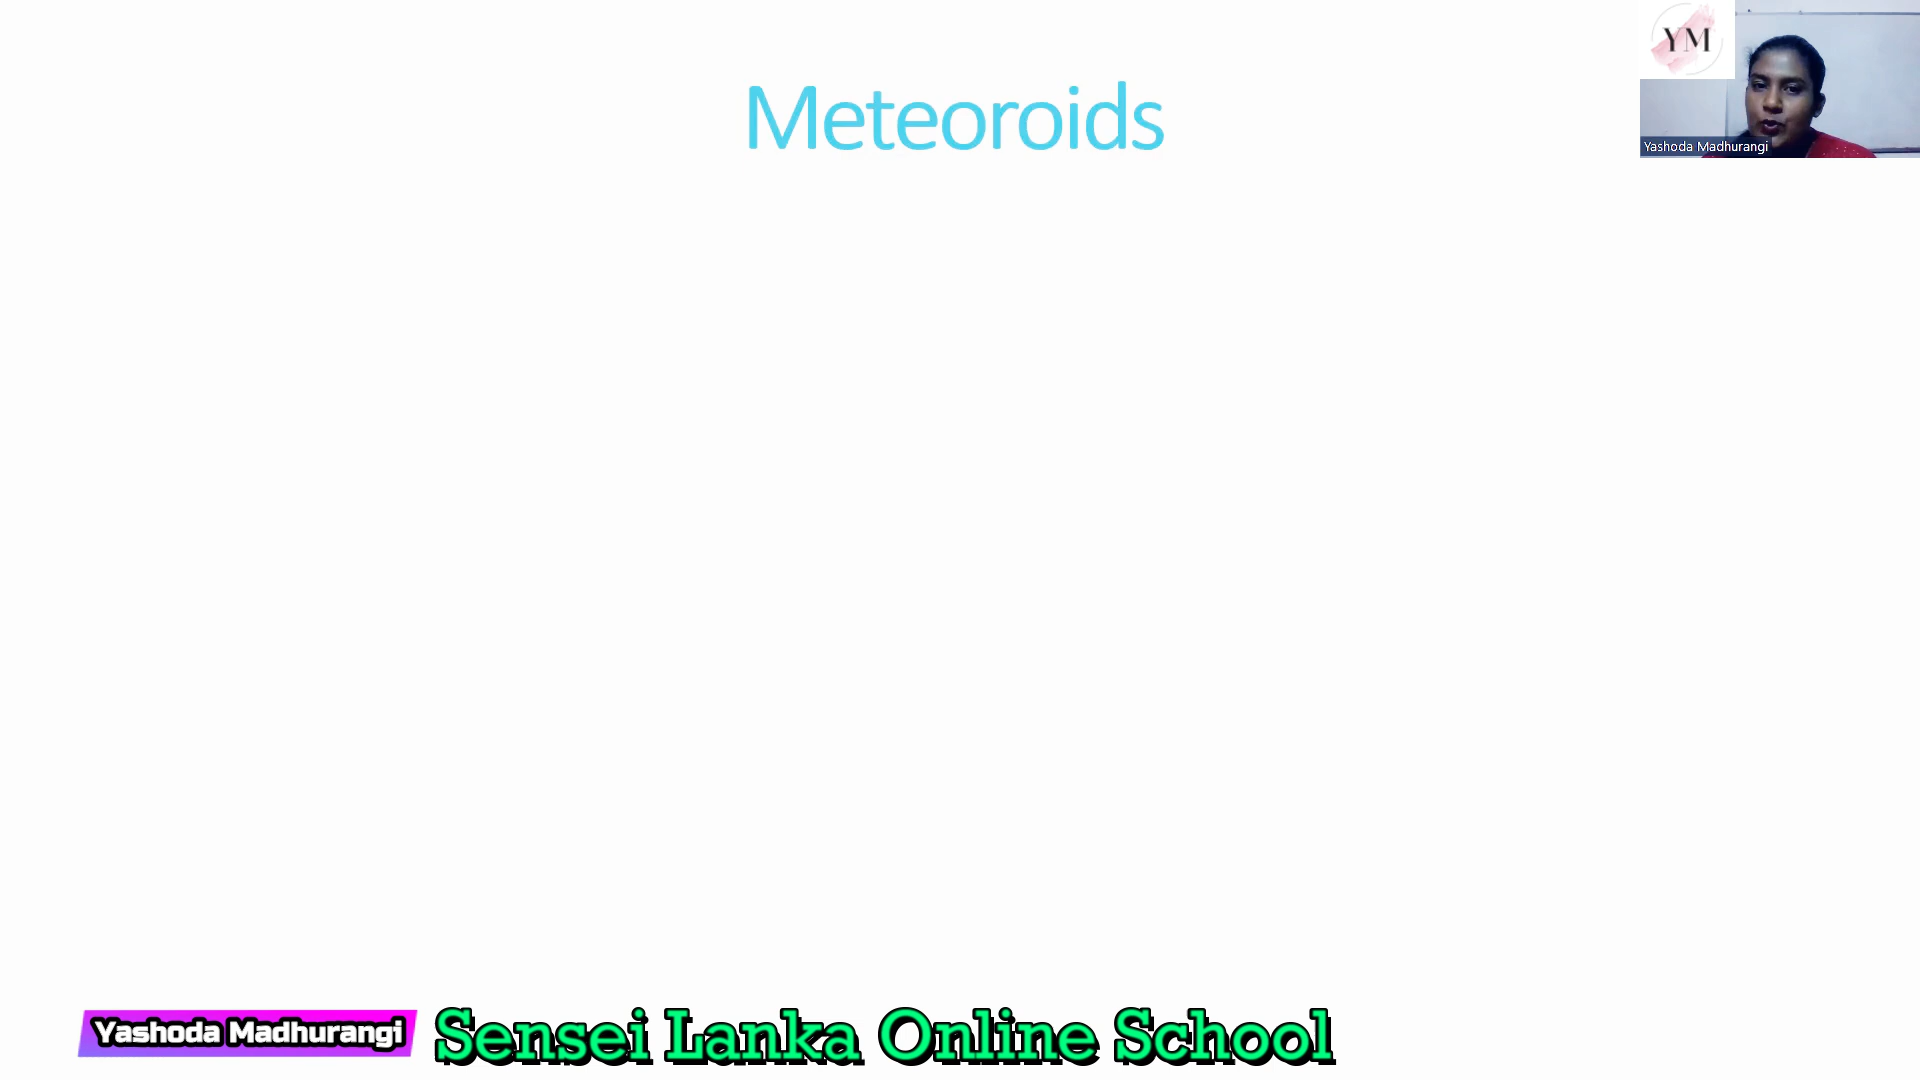 Meteoroids
YM
Yashoda Madhurangi
Yashoda Madhurangi
Sensei Lanka Online School